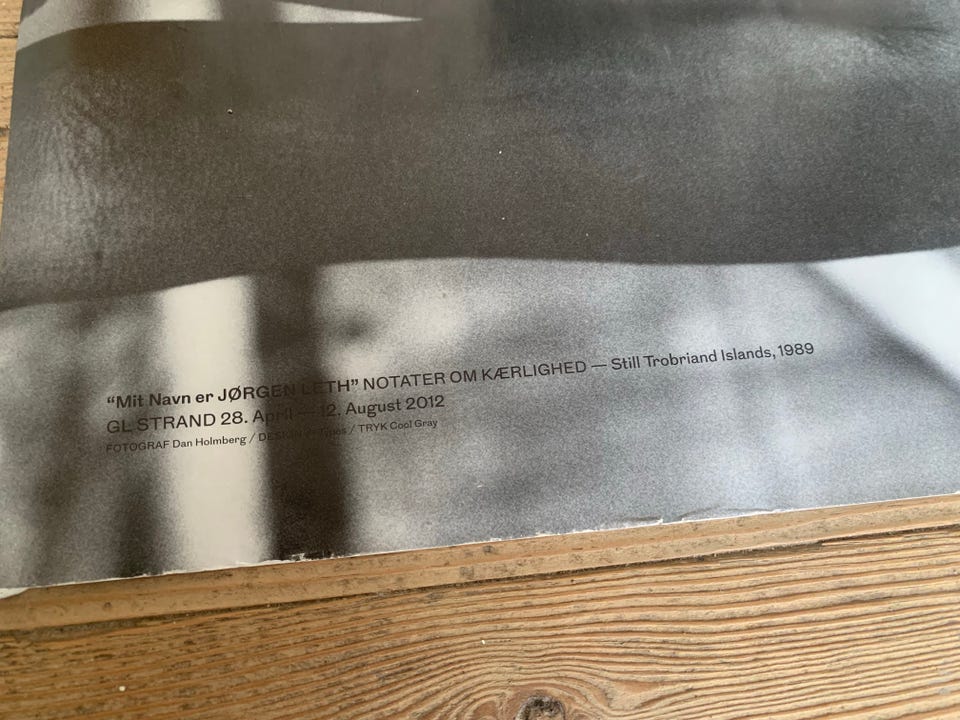 “Mit Navn er JØRGEN LETH” NOTATER OM KÆRLIGHED — Still Trobriand Islands, 1989
GL STRAND 28. April — 12. August 2012
FOTOGRAF Dan Holmberg / DESIGN / TRYK Cool Gray